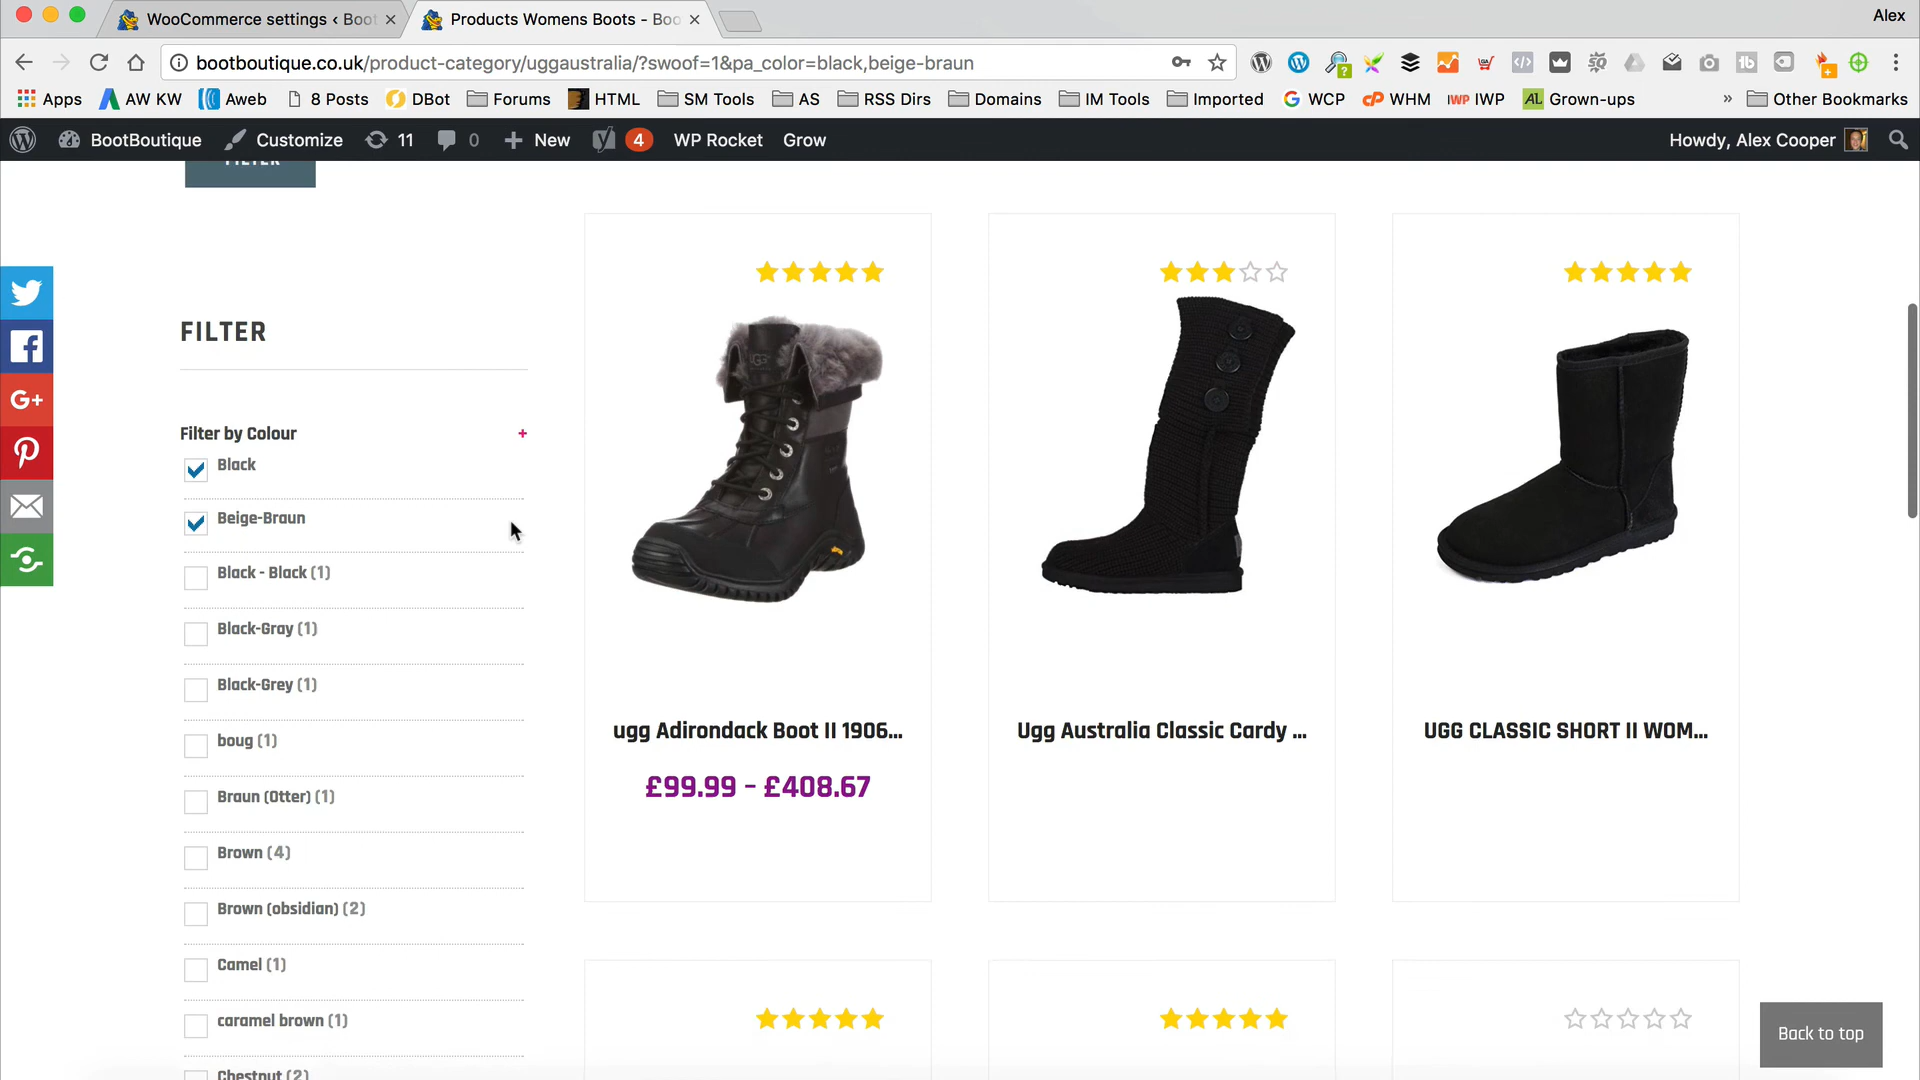 WooCommerce settings ‹ Boot
Products Womens Boots - Boo
Alex
bootboutique.co.uk/product-category/uggaustralia/?swoof=1&pa_color=black,beige-braun
Apps
AW KW
Aweb
8 Posts
DBot
Forums
HTML
SM Tools
AS
RSS Dirs
Domains
IM Tools
Imported
WCP
WHM
IWP
Grown-ups
» Other Bookmarks
BootBoutique
Customize
11
0
New
4
WP Rocket
Grow
Howdy, Alex Cooper
FILTER
FILTER
Filter by Colour +
Black
Beige-Braun
Black - Black (1)
Black-Gray (1)
Black-Grey (1)
boug (1)
Braun (Otter) (1)
Brown (4)
Brown (obsidian) (2)
Camel (1)
caramel brown (1)
Chestnut (2)
ugg Adirondack Boot II 1906...
£99.99 – £408.67
Ugg Australia Classic Cardy ...
UGG CLASSIC SHORT II WOM...
Back to top